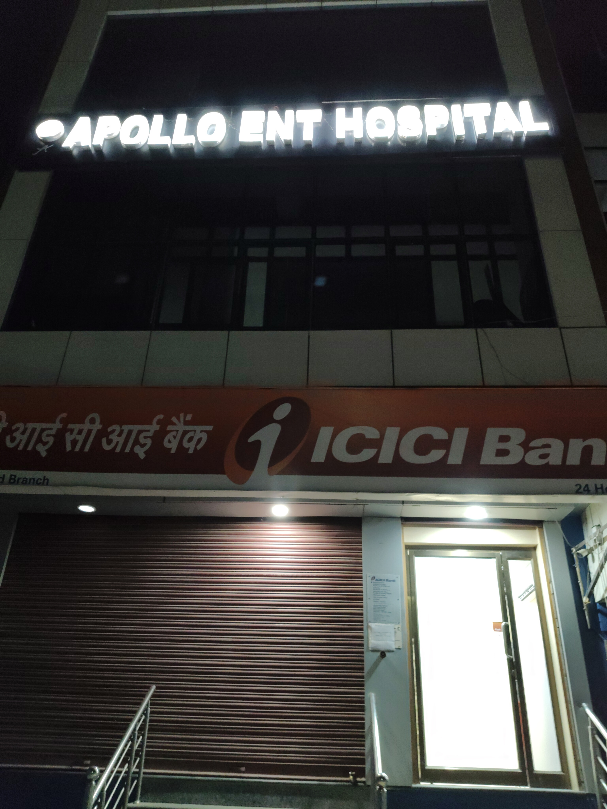 APOLLO ENT HOSPITAL
आई सी आई बैंक
ICICI Ban
d Branch
24 H